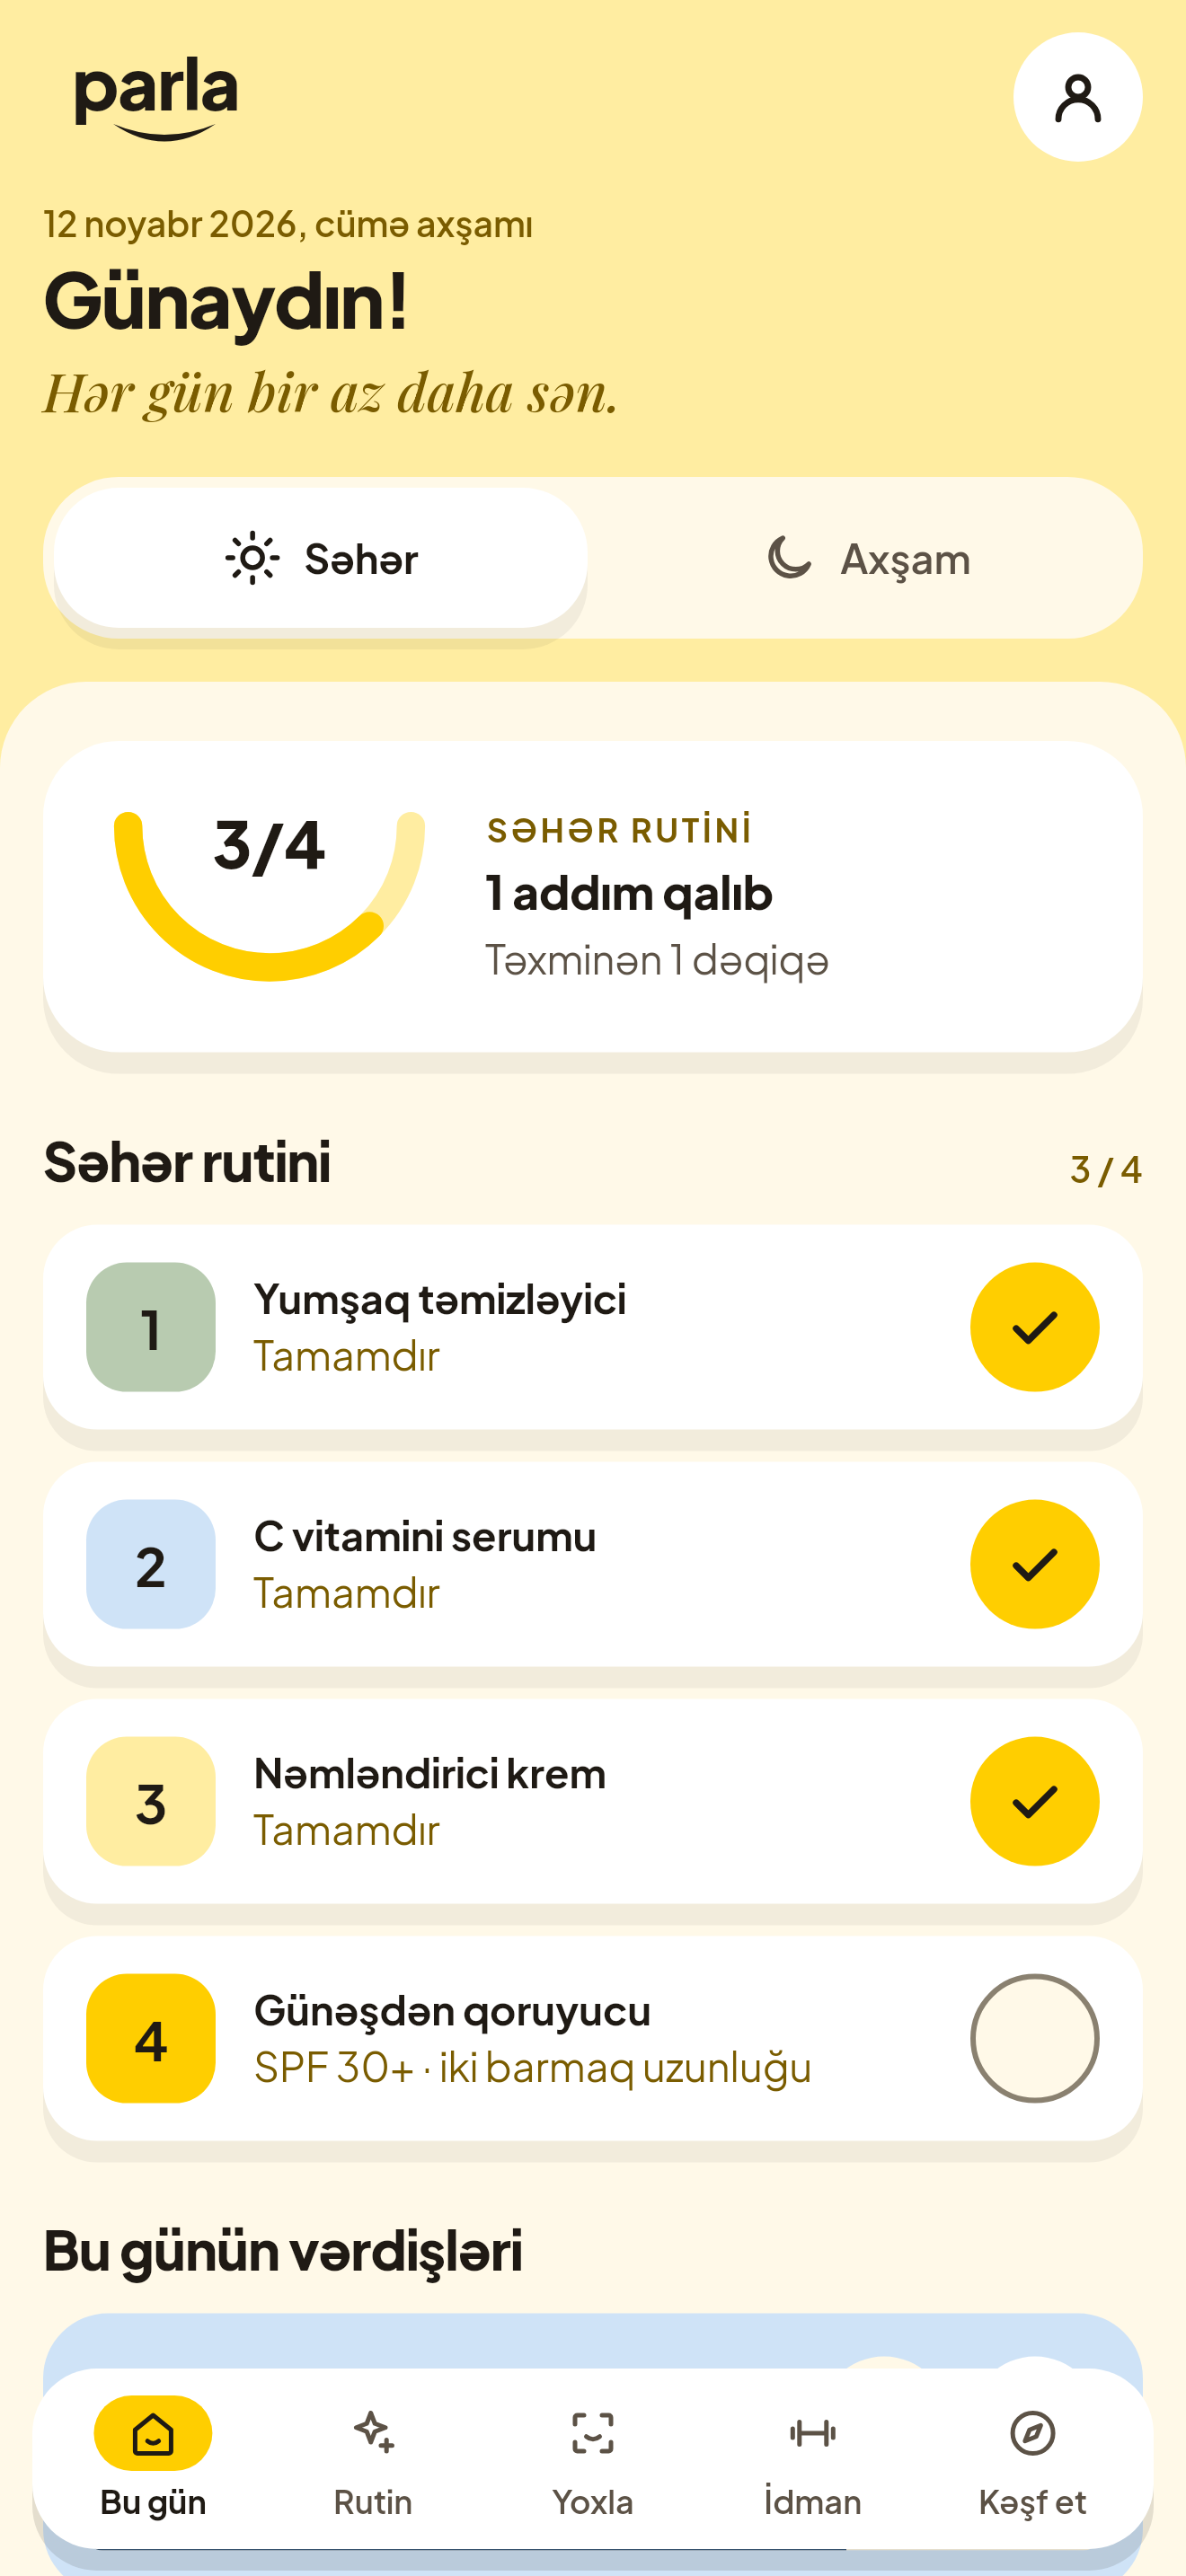 parla
12 noyabr 2026, cümə axşamı
Günaydın!
Hər gün bir az daha sən.
Səhər
Axşam
3/4
SƏHƏR RUTİNİ
1 addım qalıb
Təxminən 1 dəqiqə
Səhər rutini
3 / 4
1
Yumşaq təmizləyici
Tamamdır
2
C vitamini serumu
Tamamdır
3
Nəmləndirici krem
Tamamdır
4
Günəşdən qoruyucu
SPF 30+ · iki barmaq uzunluğu
Bu günün vərdişləri
Bu gün
Rutin
Yoxla
İdman
Kəşf et